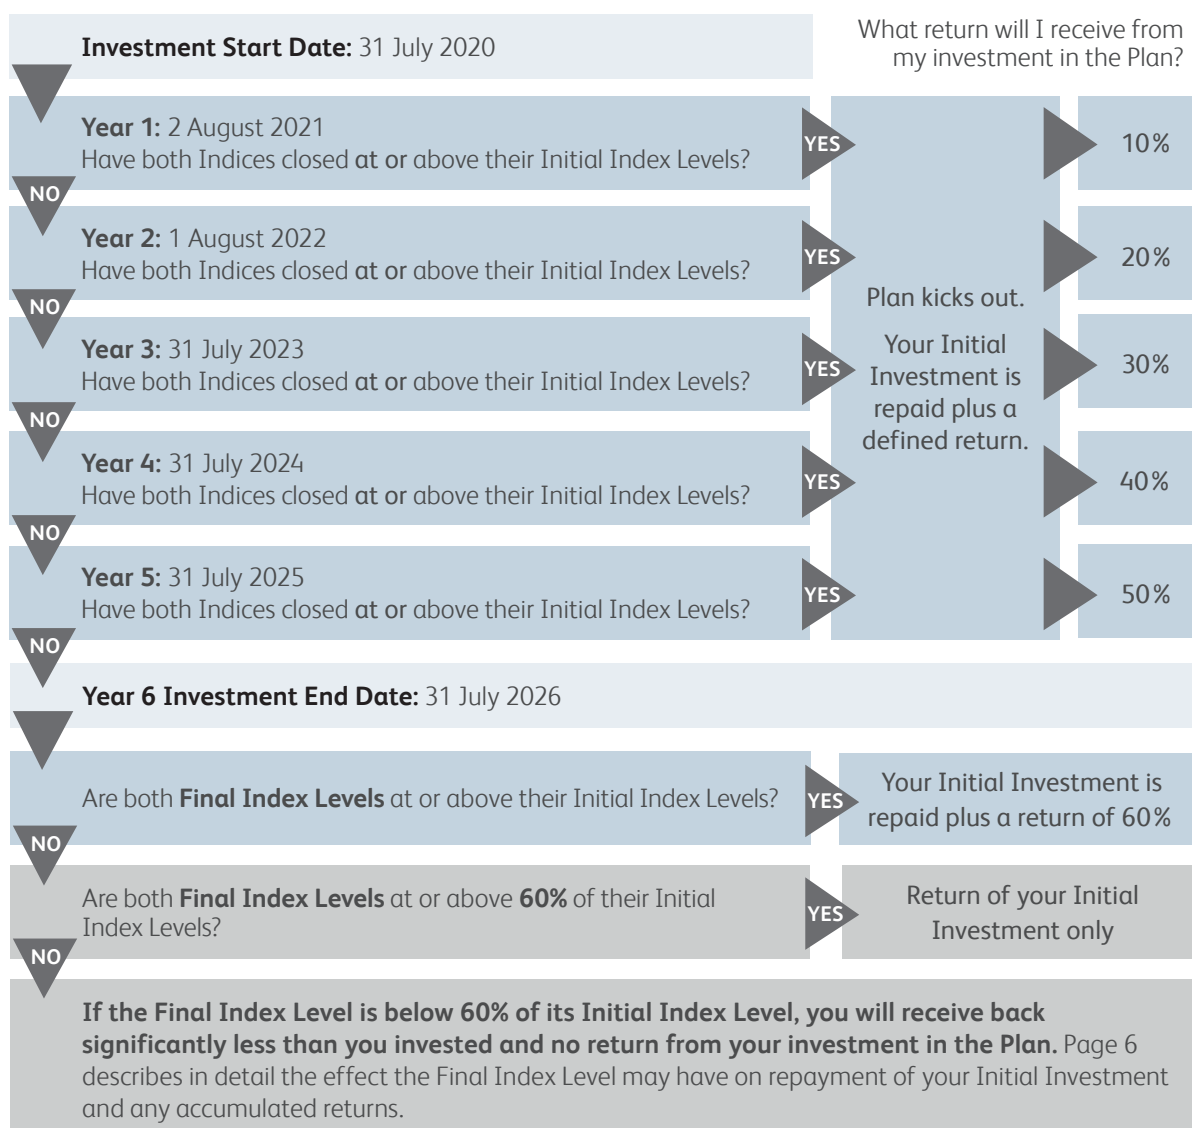 Investment Start Date: 31 July 2020
What return will I receive from
my investment in the Plan?
Year 1: 2 August 2021
Have both Indices closed at or above their Initial Index Levels?
YES
10%
NO
Year 2: 1 August 2022
Have both Indices closed at or above their Initial Index Levels?
YES
20%
NO
Year 3: 31 July 2023
Have both Indices closed at or above their Initial Index Levels?
YES
30%
NO
Year 4: 31 July 2024
Have both Indices closed at or above their Initial Index Levels?
YES
40%
NO
Year 5: 31 July 2025
Have both Indices closed at or above their Initial Index Levels?
YES
50%
Plan kicks out.
Your Initial
Investment is
repaid plus a
defined return.
NO
Year 6 Investment End Date: 31 July 2026
Are both Final Index Levels at or above their Initial Index Levels?
YES
Your Initial Investment is
repaid plus a return of 60%
NO
Are both Final Index Levels at or above 60% of their Initial
Index Levels?
YES
Return of your Initial
Investment only
NO
If the Final Index Level is below 60% of its Initial Index Level, you will receive back
significantly less than you invested and no return from your investment in the Plan. Page 6
describes in detail the effect the Final Index Level may have on repayment of your Initial Investment
and any accumulated returns.